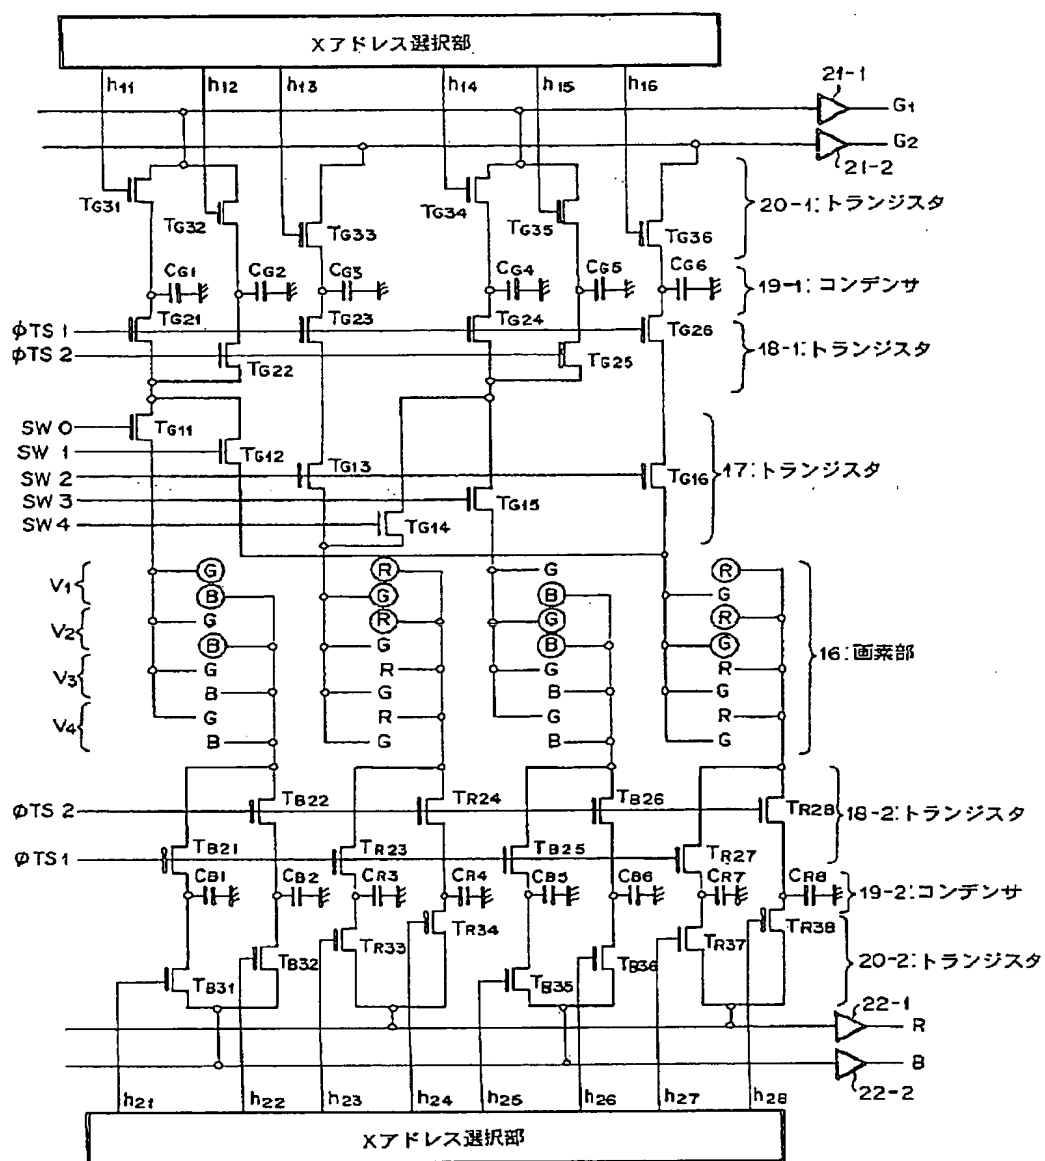 Xアドレス選択部
h11 h12 h13 h14 h15 h16
21-1
G1
G2
21-2
TG31 TG32 TG33 TG34 TG35 TG36
20-1:トランジスタ
CG1 CG2 CG3 CG4 CG5 CG6
19-1:コンデンサ
φTS 1
TG21 TG23 TG24 TG26
φTS 2
TG22 TG25
18-1:トランジスタ
SW 0
TG11
SW 1
TG12
SW 2
TG13 TG16
17:トランジスタ
SW 3
TG15
SW 4
TG14
V1
G R G R
B G B G
V2
G R G R
B G B G
16:画素部
V3
G R G R
B G B G
V4
G R G R
B G B G
φTS 2
TB22 TR24 TB26 TR28
18-2:トランジスタ
φTS1
TB21 TR23 TB25 TR27
CB1 CB2 CR3 CR4 CB5 CB6 CR7 CR8
19-2:コンデンサ
TB31 TB32 TR33 TR34 TB35 TB36 TR37 TR38
20-2:トランジスタ
22-1
R
B
22-2
h21 h22 h23 h24 h25 h26 h27 h28
Xアドレス選択部